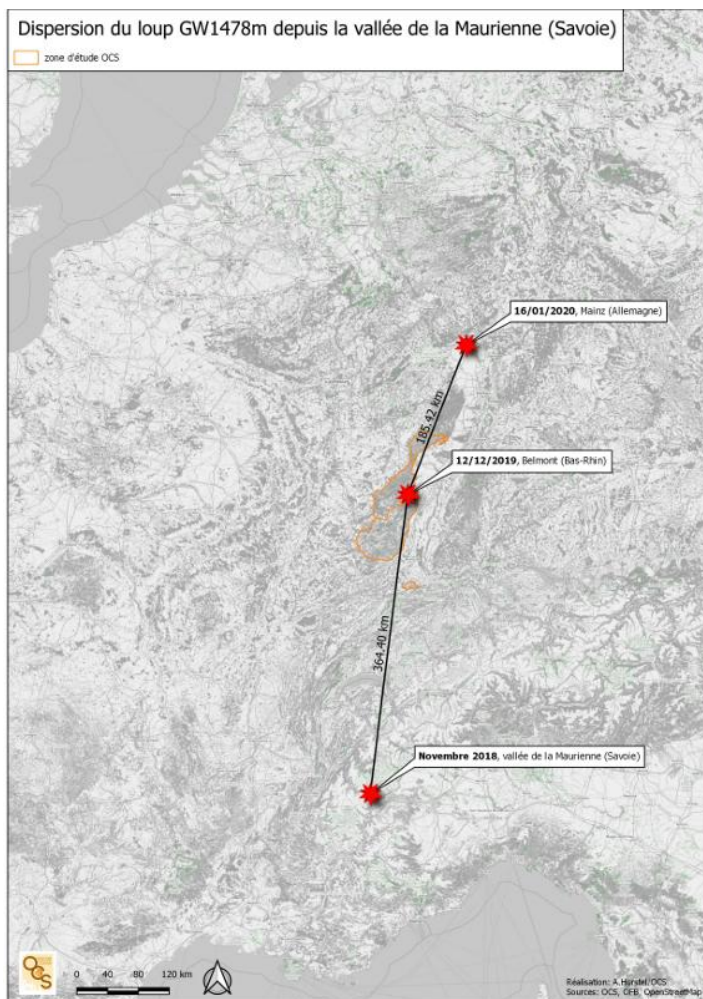 Dispersion du loup GW1478m depuis la vallée de la Maurienne (Savoie)
zone d'étude OCS
16/01/2020, Mainz (Allemagne)
185.42 km
12/12/2019, Belmont (Bas-Rhin)
364.40 km
Novembre 2018, vallée de la Maurienne (Savoie)
OCS
0 40 80 120 km
Réalisation: A.Hurstel/OCS
Sources: OCS, OFB, OpenStreetMap